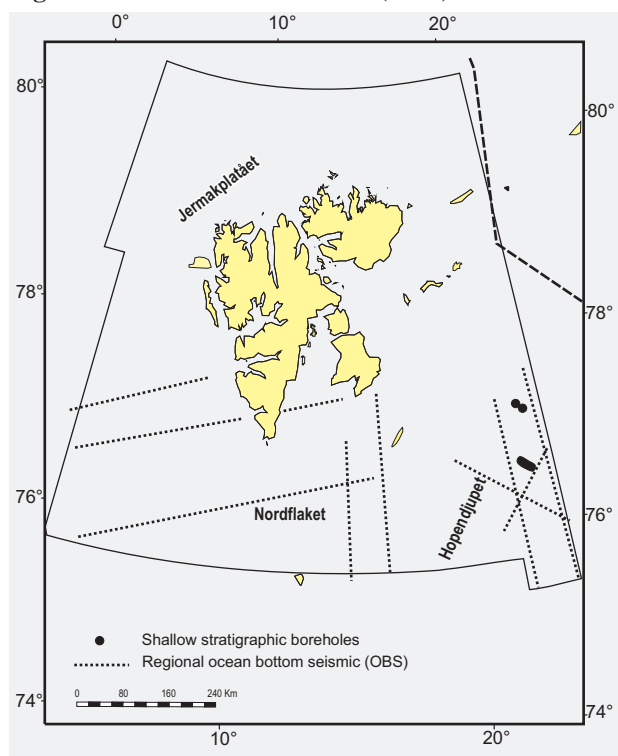 0°
10°
20°
80°
80°
Jermakplatået
78°
78°
76°
76°
Nordflaket
Hopendjupet
Shallow stratigraphic boreholes
Regional ocean bottom seismic (OBS)
0 80 160 240 Km
74°
74°
10°
20°